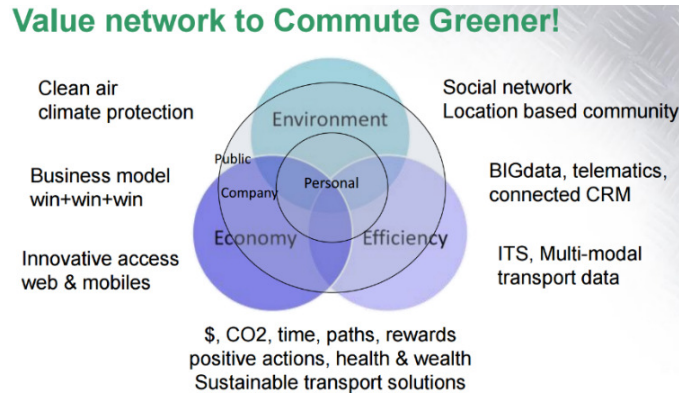 Value network to Commute Greener!
Clean air
climate protection
Social network
Location based community
Environment
Public
Company
Personal
Business model
win+win+win
BIGdata, telematics,
connected CRM
Economy
Efficiency
Innovative access
web & mobiles
ITS, Multi-modal
transport data
$, CO2, time, paths, rewards
positive actions, health & wealth
Sustainable transport solutions